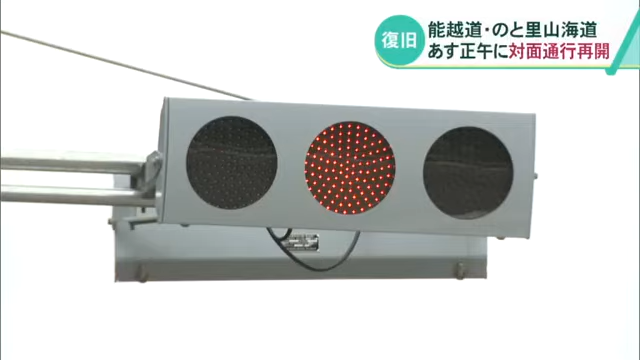 復旧
能越道・のと里山海道
あす正午に対面通行再開